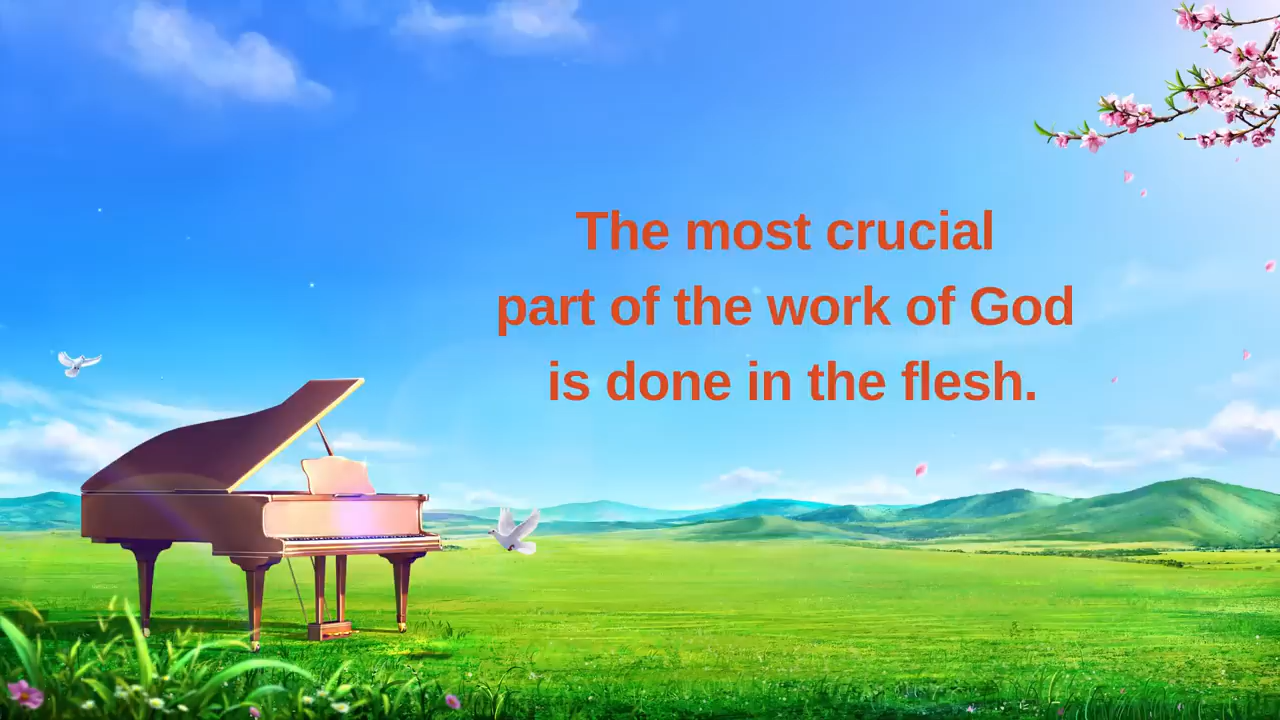 The most crucial
part of the work of God
is done in the flesh.